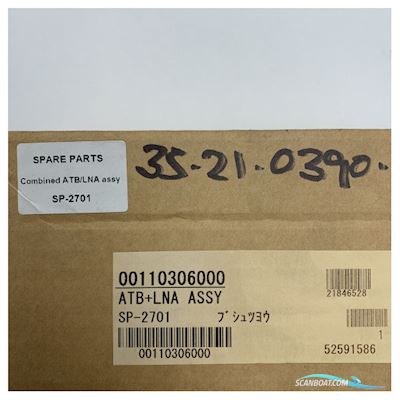 SPARE PARTS
Combined ATB/LNA assy
SP-2701
35-21-0390.
00110306000
ATB+LNA ASSY
SP-2701 ﾌﾞｼｭﾂﾖｳ
00110306000
21846528
1
52591586
SCANBOAT.COM